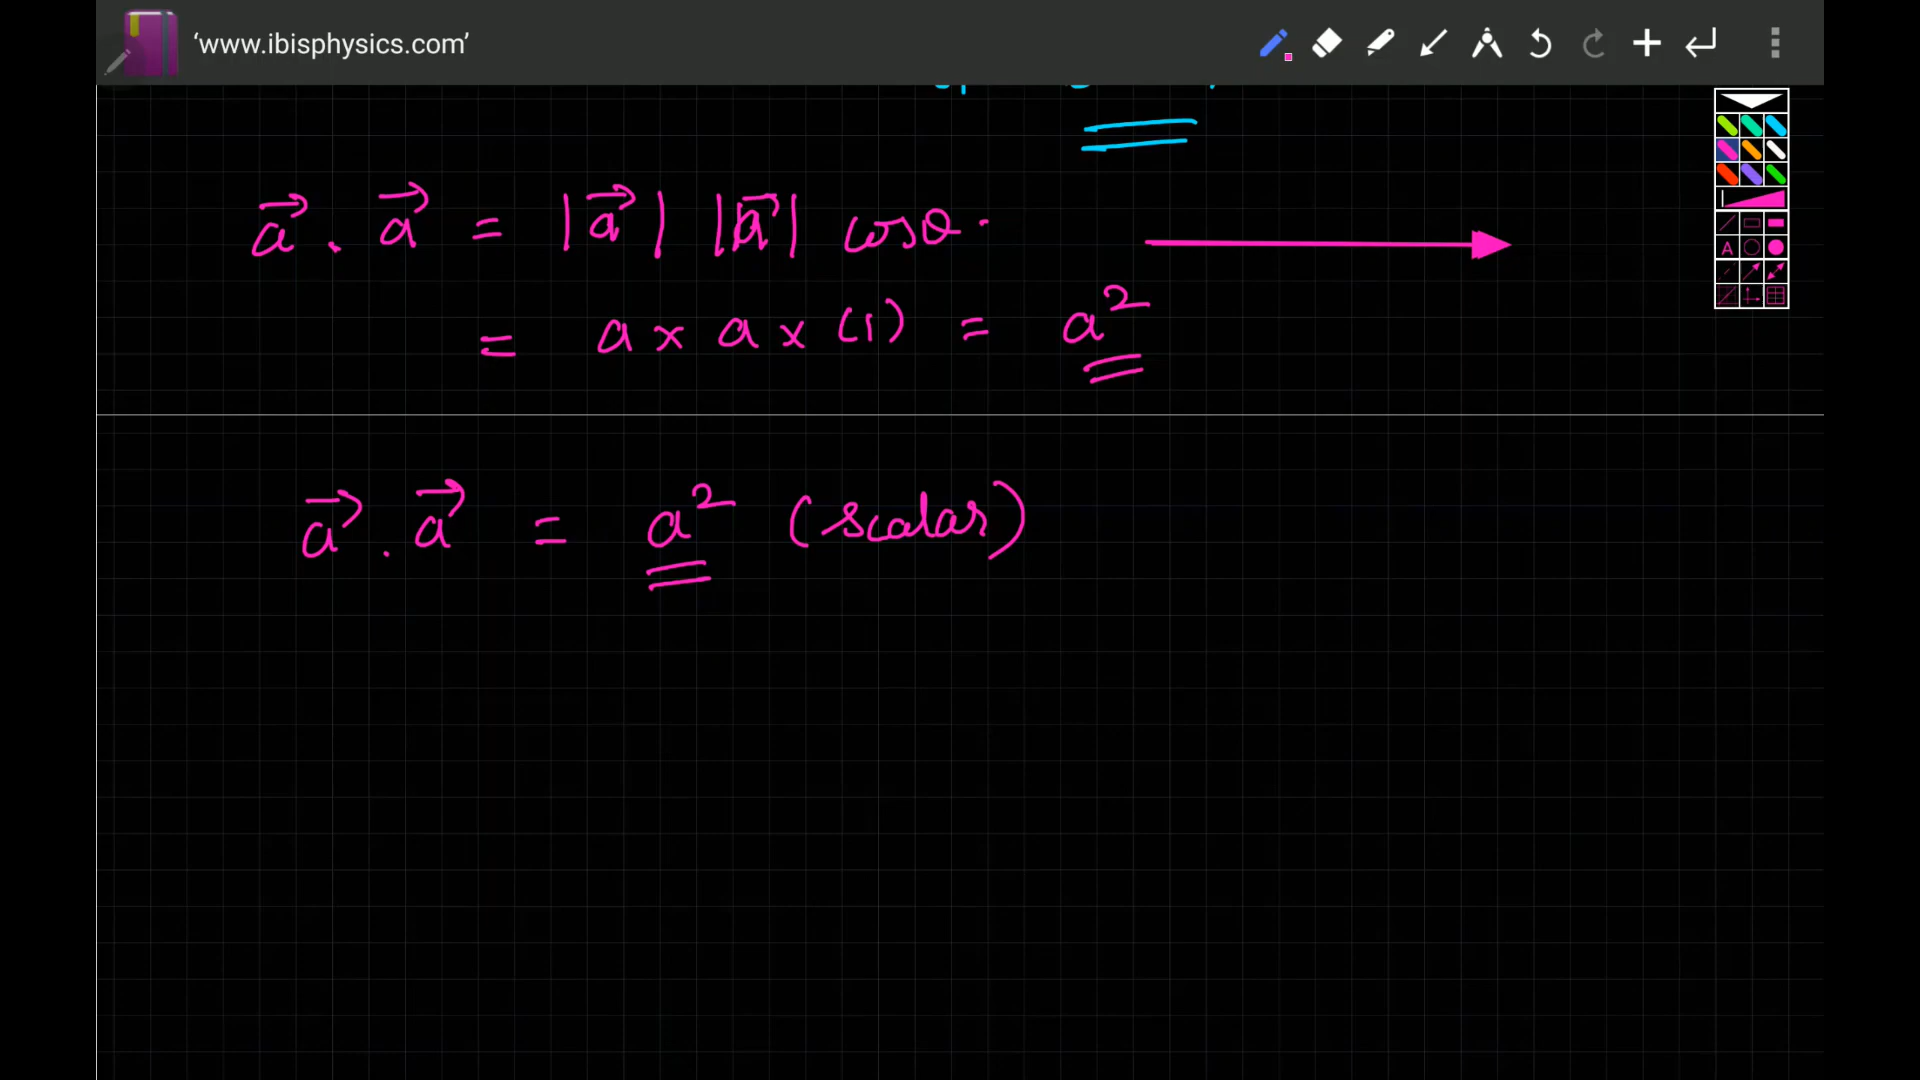 ‘www.ibisphysics.com’
a⃗ . a⃗ = |a⃗| |a⃗| cosθ.
= a x a x (1) = a²
a⃗ . a⃗ = a² (scalar)
A